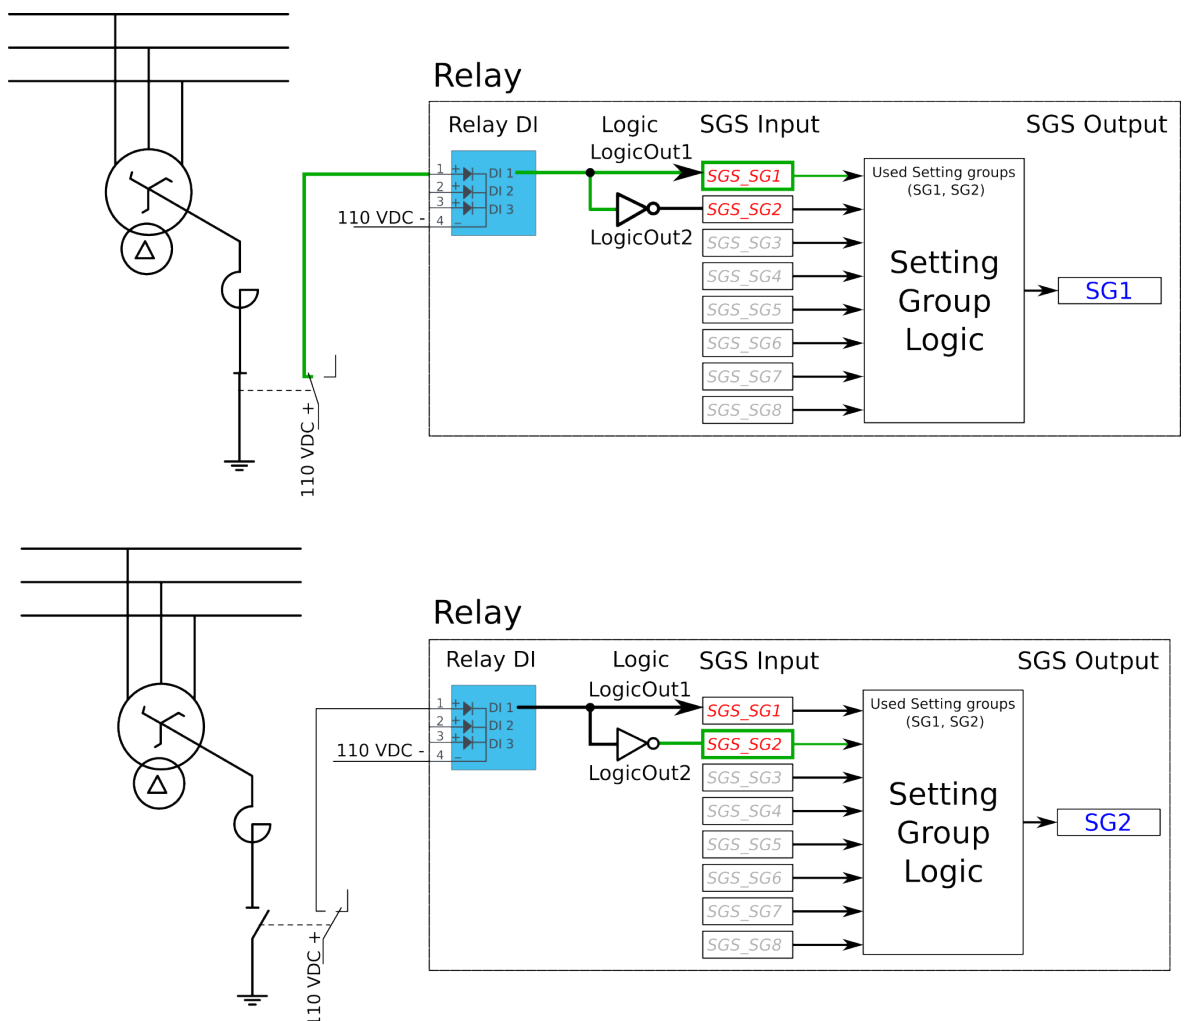 Relay
Relay DI
Logic
SGS Input
SGS Output
LogicOut1
1
+
DI 1
2
+
DI 2
3
+
DI 3
4
−
110 VDC -
LogicOut2
SGS_SG1
SGS_SG2
SGS_SG3
SGS_SG4
SGS_SG5
SGS_SG6
SGS_SG7
SGS_SG8
Used Setting groups
(SG1, SG2)
Setting
Group
Logic
SG1
110 VDC +
Relay
Relay DI
Logic
SGS Input
SGS Output
LogicOut1
1
+
DI 1
2
+
DI 2
3
+
DI 3
4
−
110 VDC -
LogicOut2
SGS_SG1
SGS_SG2
SGS_SG3
SGS_SG4
SGS_SG5
SGS_SG6
SGS_SG7
SGS_SG8
Used Setting groups
(SG1, SG2)
Setting
Group
Logic
SG2
110 VDC +